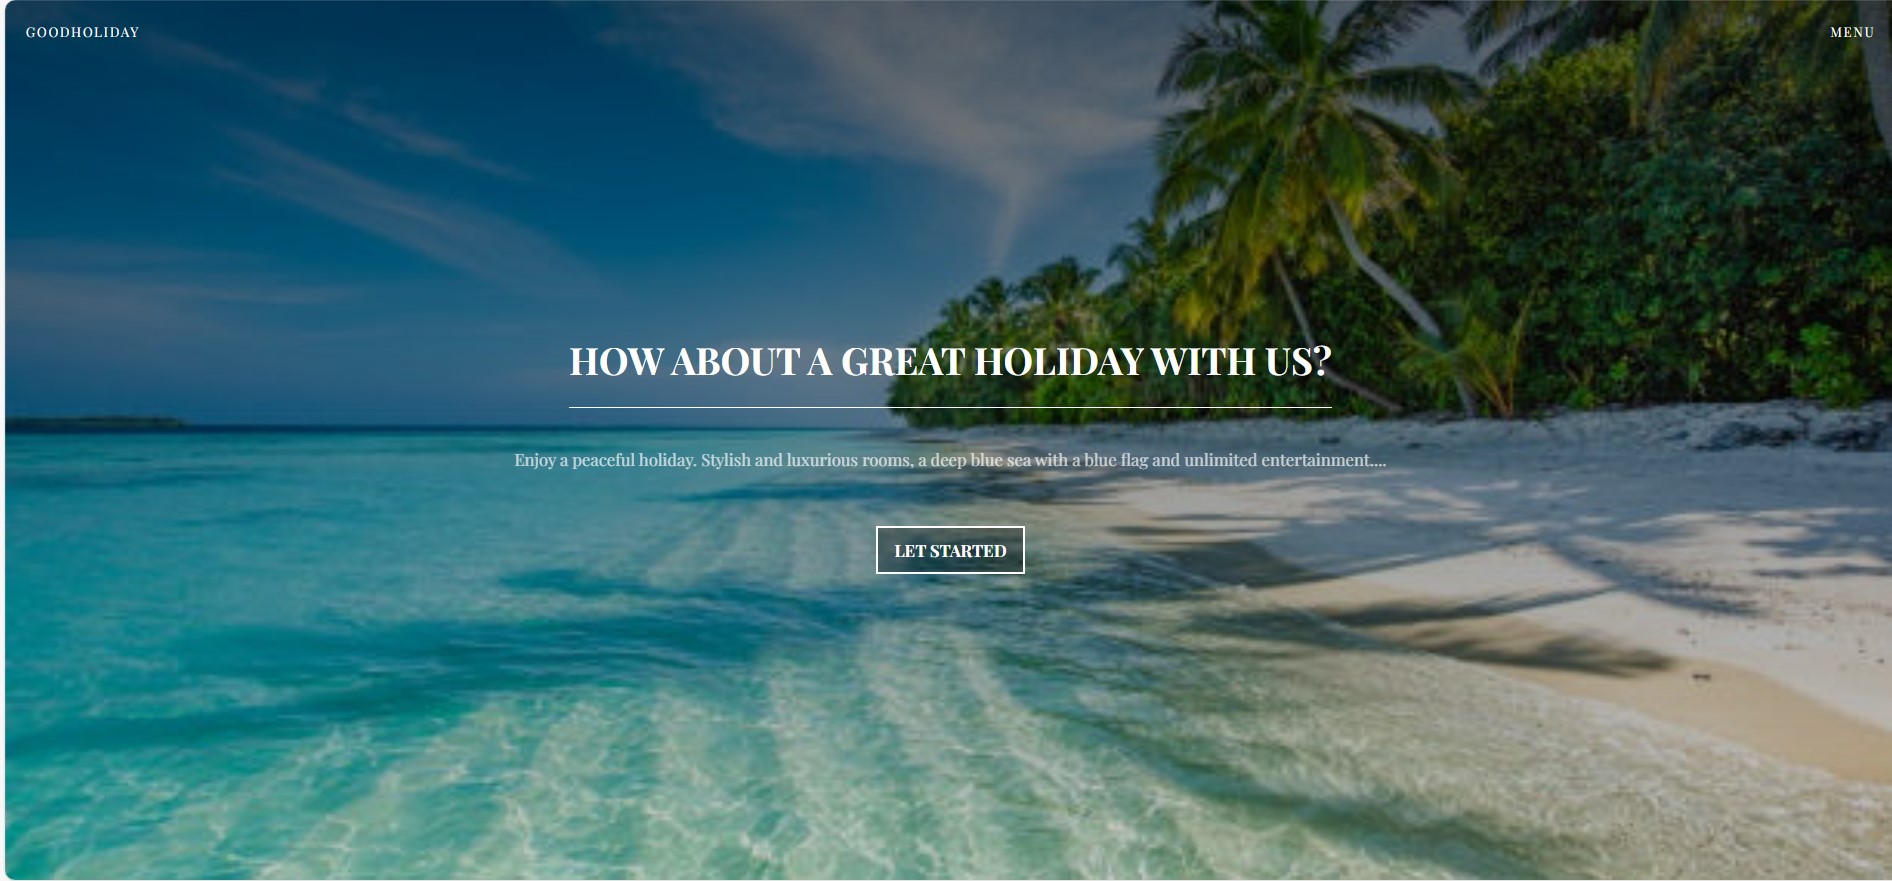 GOODHOLIDAY
MENU
HOW ABOUT A GREAT HOLIDAY WITH US?
Enjoy a peaceful holiday. Stylish and luxurious rooms, a deep blue sea with a blue flag and unlimited entertainment....
LET STARTED